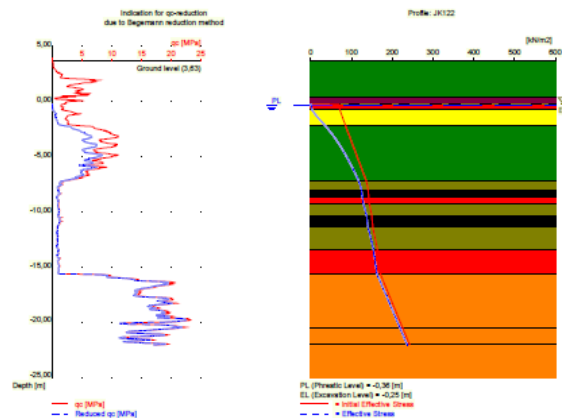 Indication for qc-reduction
due to Begemann reduction method
qc [MPa]
5,00
0
5
10
15
20
25
Ground level (3,63)
0,00
-5,00
-10,00
-15,00
-20,00
-25,00
Depth [m]
qc [MPa]
Reduced qc [MPa]
Profile: JK122
[kN/m2]
0
100
200
300
400
500
600
PL
PL (Phreatic Level) = -0,36 [m]
EL (Excavation Level) = -0,25 [m]
= Initial Effective Stress
= Effective Stress